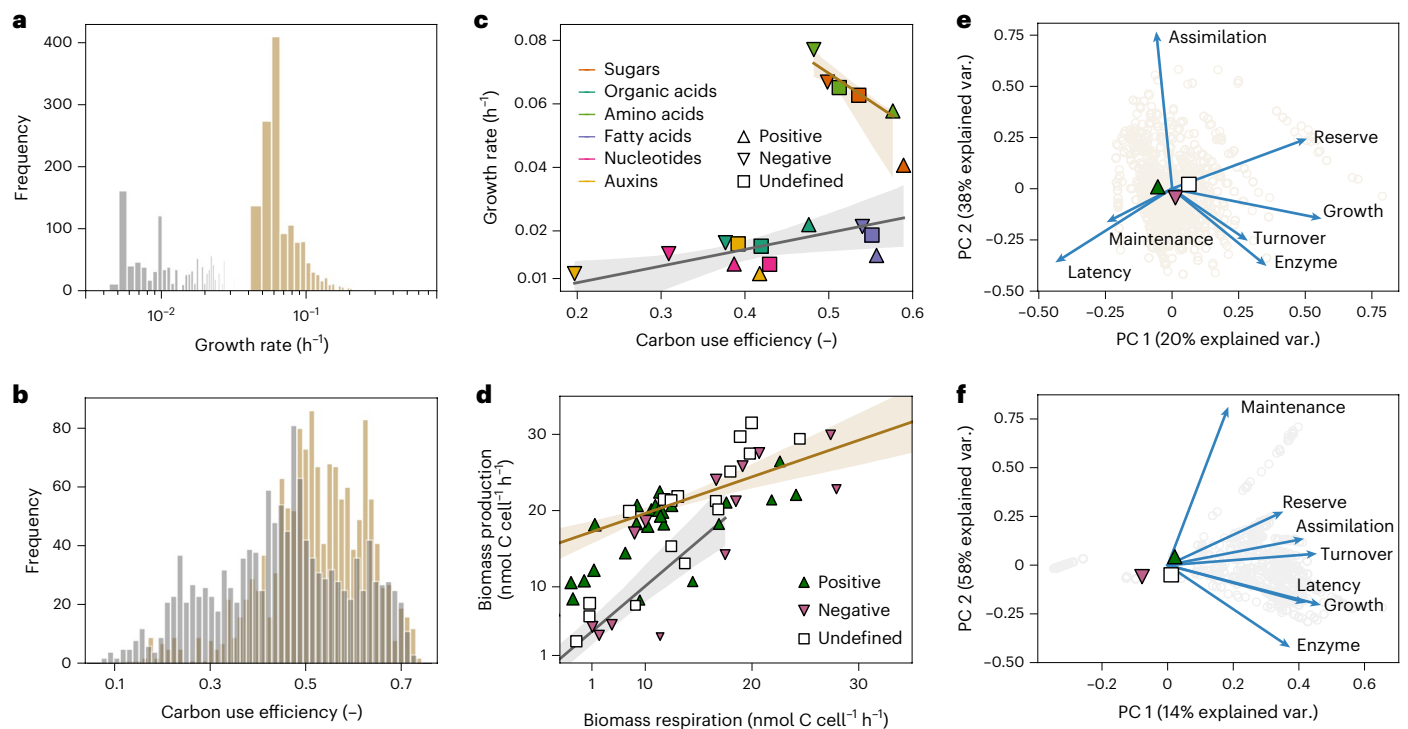 a
Frequency
400
300
200
100
0
10⁻²
10⁻¹
Growth rate (h⁻¹)
b
Frequency
80
60
40
20
0
0.1
0.3
0.5
0.7
Carbon use efficiency (–)
c
Growth rate (h⁻¹)
0.08
0.06
0.04
0.02
0.01
Sugars
Organic acids
Amino acids
Fatty acids
Nucleotides
Auxins
Positive
Negative
Undefined
0.2
0.3
0.4
0.5
0.6
Carbon use efficiency (–)
d
Biomass production
(nmol C cell⁻¹ h⁻¹)
30
20
10
1
Positive
Negative
Undefined
1
10
20
30
Biomass respiration (nmol C cell⁻¹ h⁻¹)
e
PC 2 (38% explained var.)
0.75
0.50
0.25
0
–0.25
–0.50
Assimilation
Reserve
Growth
Maintenance
Turnover
Enzyme
Latency
–0.50
–0.25
0
0.25
0.50
0.75
PC 1 (20% explained var.)
f
PC 2 (58% explained var.)
0.75
0.50
0.25
0
–0.25
–0.50
Maintenance
Reserve
Assimilation
Turnover
Latency
Growth
Enzyme
–0.2
0
0.2
0.4
0.6
PC 1 (14% explained var.)